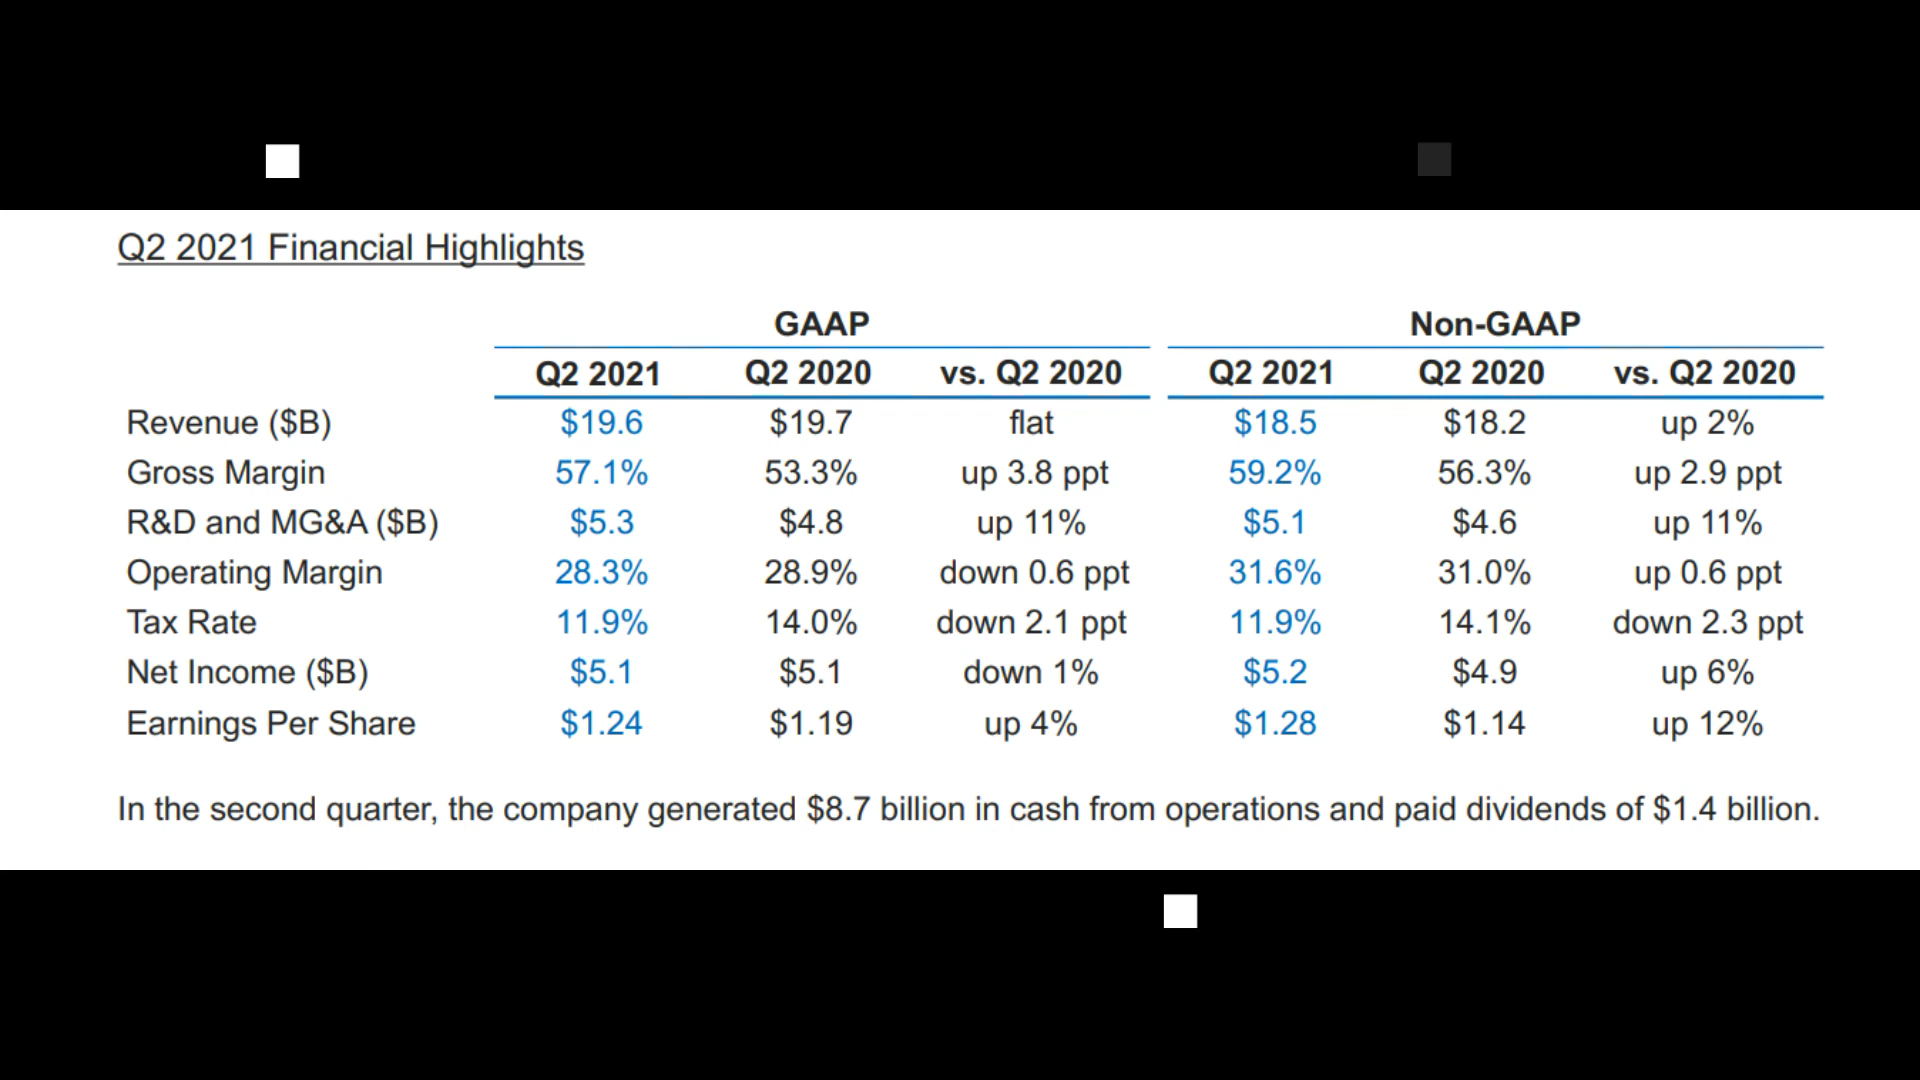 Q2 2021 Financial Highlights
GAAP Non-GAAP
Q2 2021 Q2 2020 vs. Q2 2020 Q2 2021 Q2 2020 vs. Q2 2020
Revenue ($B) $19.6 $19.7 flat $18.5 $18.2 up 2%
Gross Margin 57.1% 53.3% up 3.8 ppt 59.2% 56.3% up 2.9 ppt
R&D and MG&A ($B) $5.3 $4.8 up 11% $5.1 $4.6 up 11%
Operating Margin 28.3% 28.9% down 0.6 ppt 31.6% 31.0% up 0.6 ppt
Tax Rate 11.9% 14.0% down 2.1 ppt 11.9% 14.1% down 2.3 ppt
Net Income ($B) $5.1 $5.1 down 1% $5.2 $4.9 up 6%
Earnings Per Share $1.24 $1.19 up 4% $1.28 $1.14 up 12%
In the second quarter, the company generated $8.7 billion in cash from operations and paid dividends of $1.4 billion.